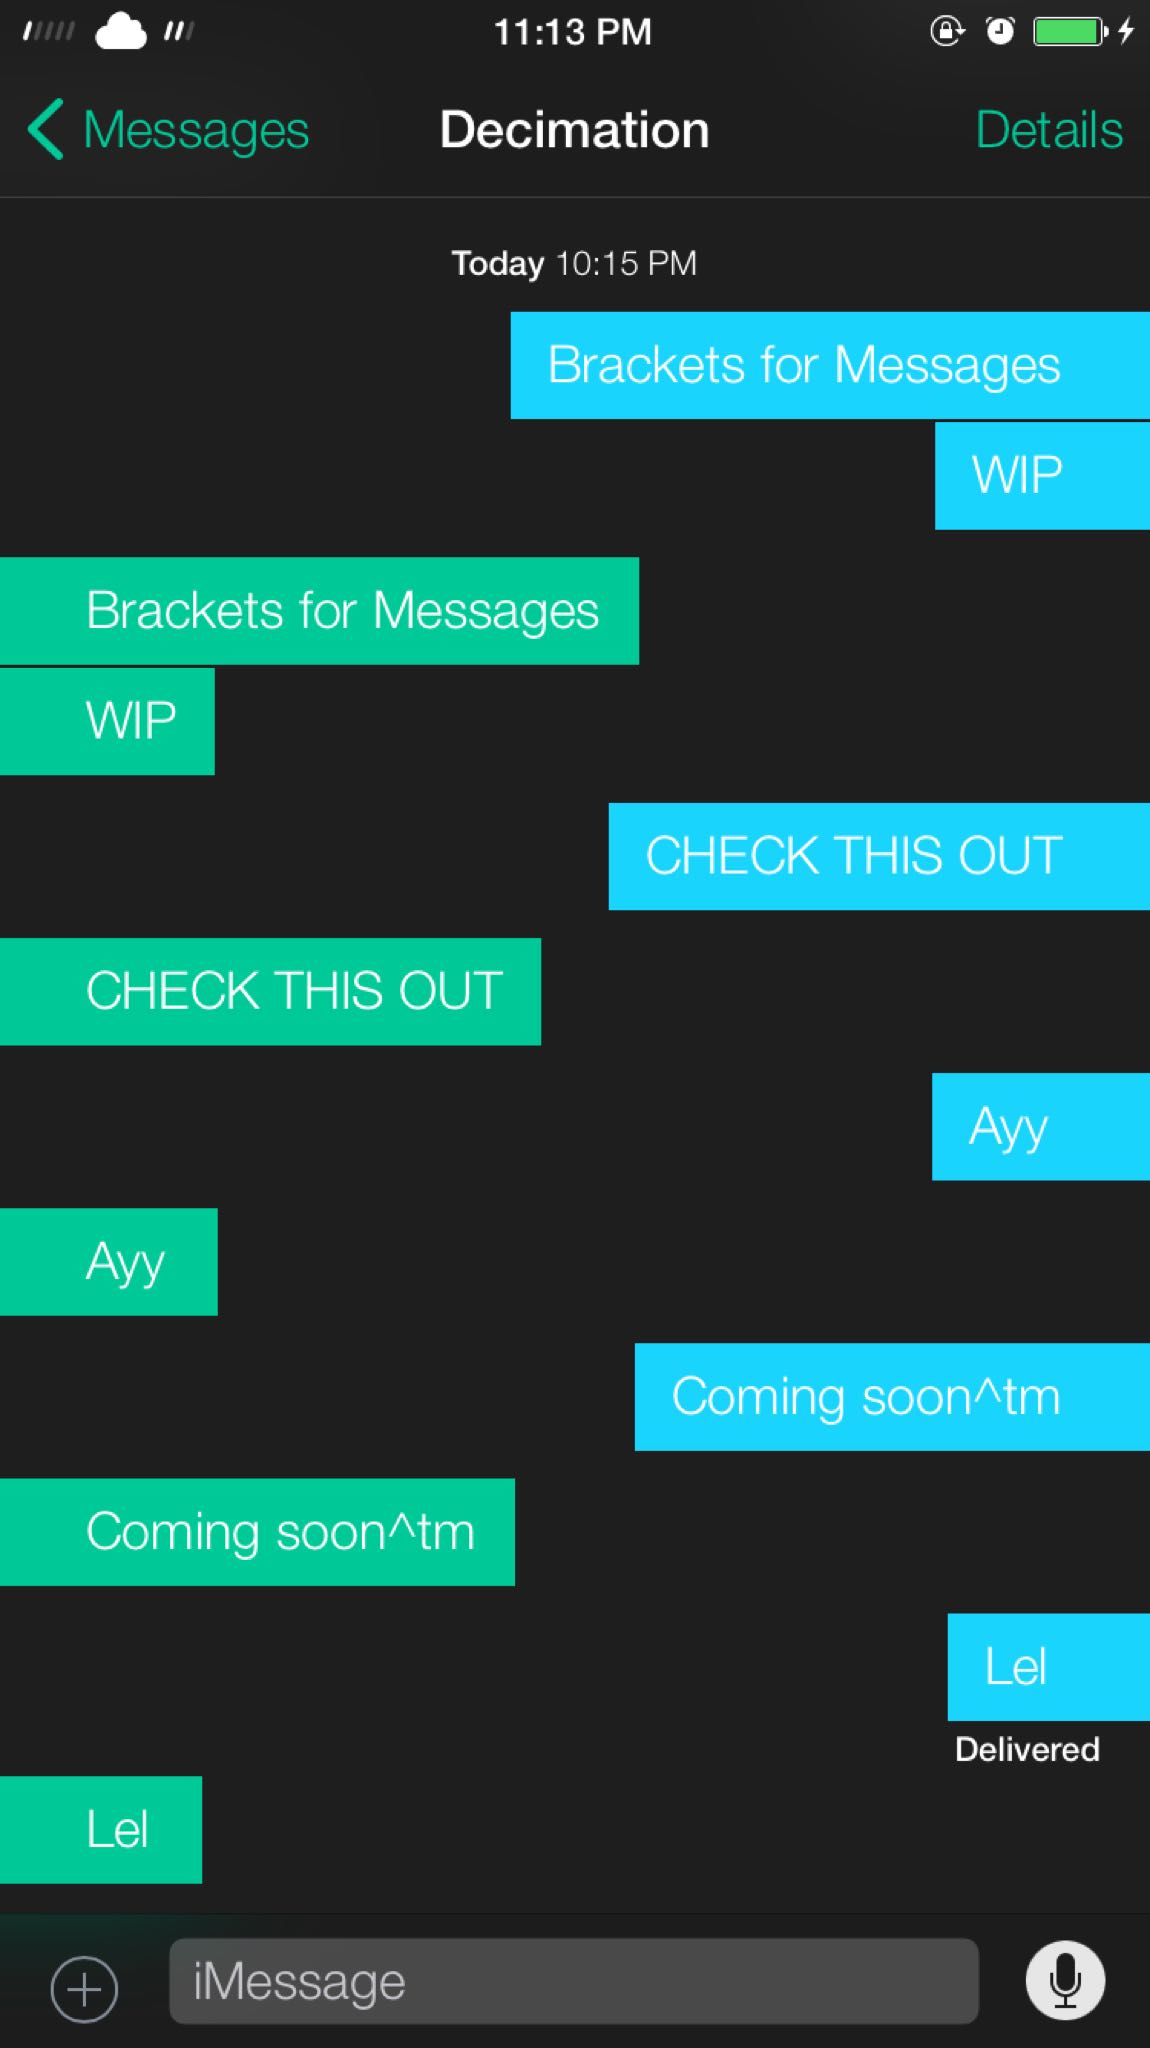 11:13 PM
Messages Decimation Details
Today 10:15 PM
Brackets for Messages
WIP
Brackets for Messages
WIP
CHECK THIS OUT
CHECK THIS OUT
Ayy
Ayy
Coming soon^tm
Coming soon^tm
Lel
Delivered
Lel
iMessage